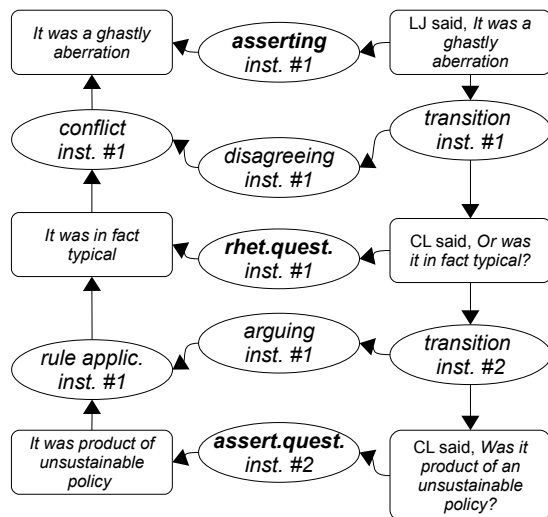 It was a ghastly
aberration
asserting
inst. #1
LJ said, It was a
ghastly
aberration
conflict
inst. #1
disagreeing
inst. #1
transition
inst. #1
It was in fact
typical
rhet.quest.
inst. #1
CL said, Or was
it in fact typical?
rule applic.
inst. #1
arguing
inst. #1
transition
inst. #2
It was product of
unsustainable
policy
assert.quest.
inst. #2
CL said, Was it
product of an
unsustainable
policy?